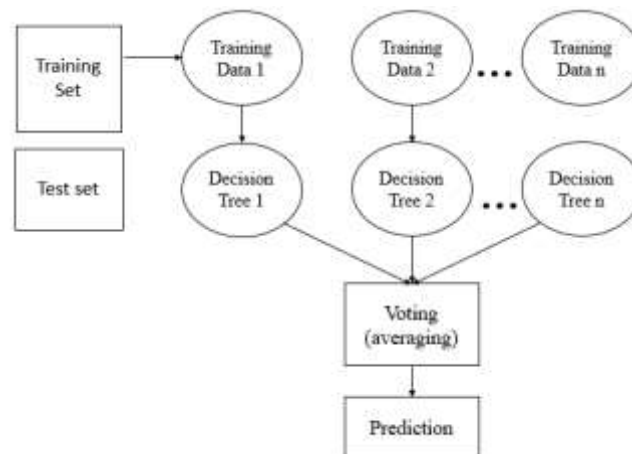 Training
Set
Training
Data 1
Training
Data 2
Training
Data n
Test set
Decision
Tree 1
Decision
Tree 2
Decision
Tree n
Voting
(averaging)
Prediction